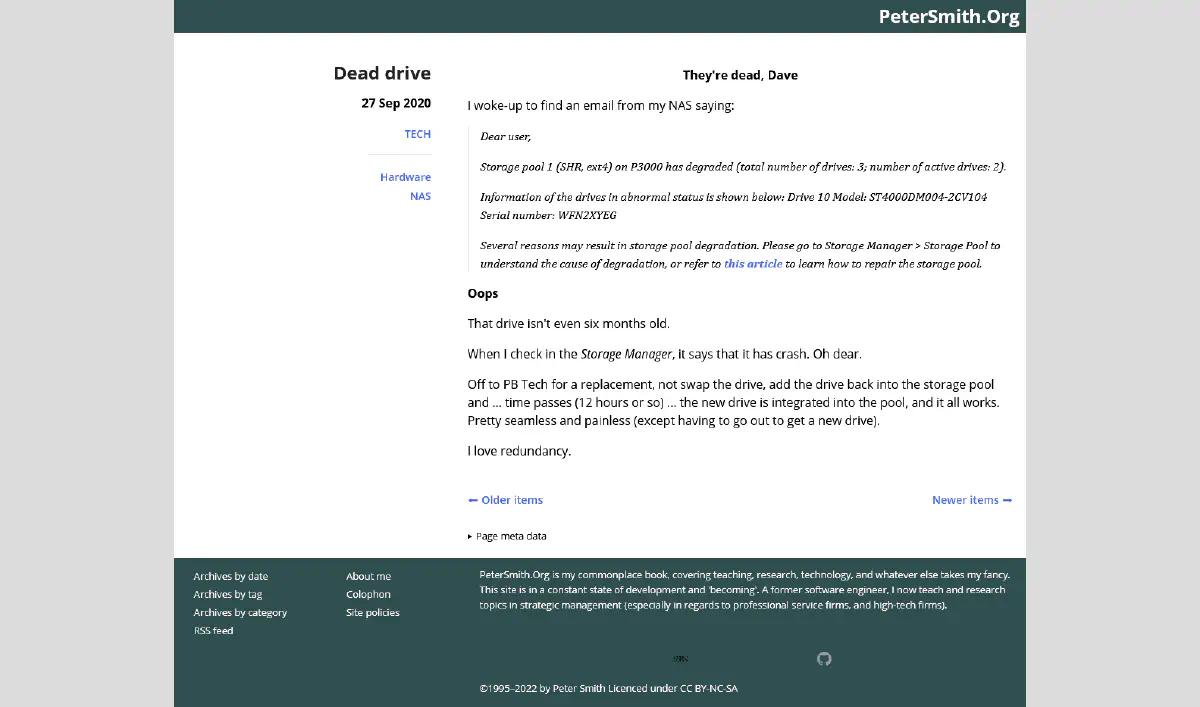 PeterSmith.Org
Dead drive
27 Sep 2020
TECH
Hardware
NAS
They're dead, Dave
I woke-up to find an email from my NAS saying:
Dear user,
Storage pool 1 (SHR, ext4) on P3000 has degraded (total number of drives: 3; number of active drives: 2).
Information of the drives in abnormal status is shown below: Drive 10 Model: ST4000DM004-2CV104
Serial number: WFN2XYEG
Several reasons may result in storage pool degradation. Please go to Storage Manager > Storage Pool to
understand the cause of degradation, or refer to this article to learn how to repair the storage pool.
Oops
That drive isn't even six months old.
When I check in the Storage Manager, it says that it has crash. Oh dear.
Off to PB Tech for a replacement, not swap the drive, add the drive back into the storage pool
and ... time passes (12 hours or so) ... the new drive is integrated into the pool, and it all works.
Pretty seamless and painless (except having to go out to get a new drive).
I love redundancy.
← Older items
Newer items →
▸ Page meta data
Archives by date
Archives by tag
Archives by category
RSS feed
About me
Colophon
Site policies
PeterSmith.Org is my commonplace book, covering teaching, research, technology, and whatever else takes my fancy.
This site is in a constant state of development and 'becoming'. A former software engineer, I now teach and research
topics in strategic management (especially in regards to professional service firms, and high-tech firms).
©1995–2022 by Peter Smith Licenced under CC BY-NC-SA